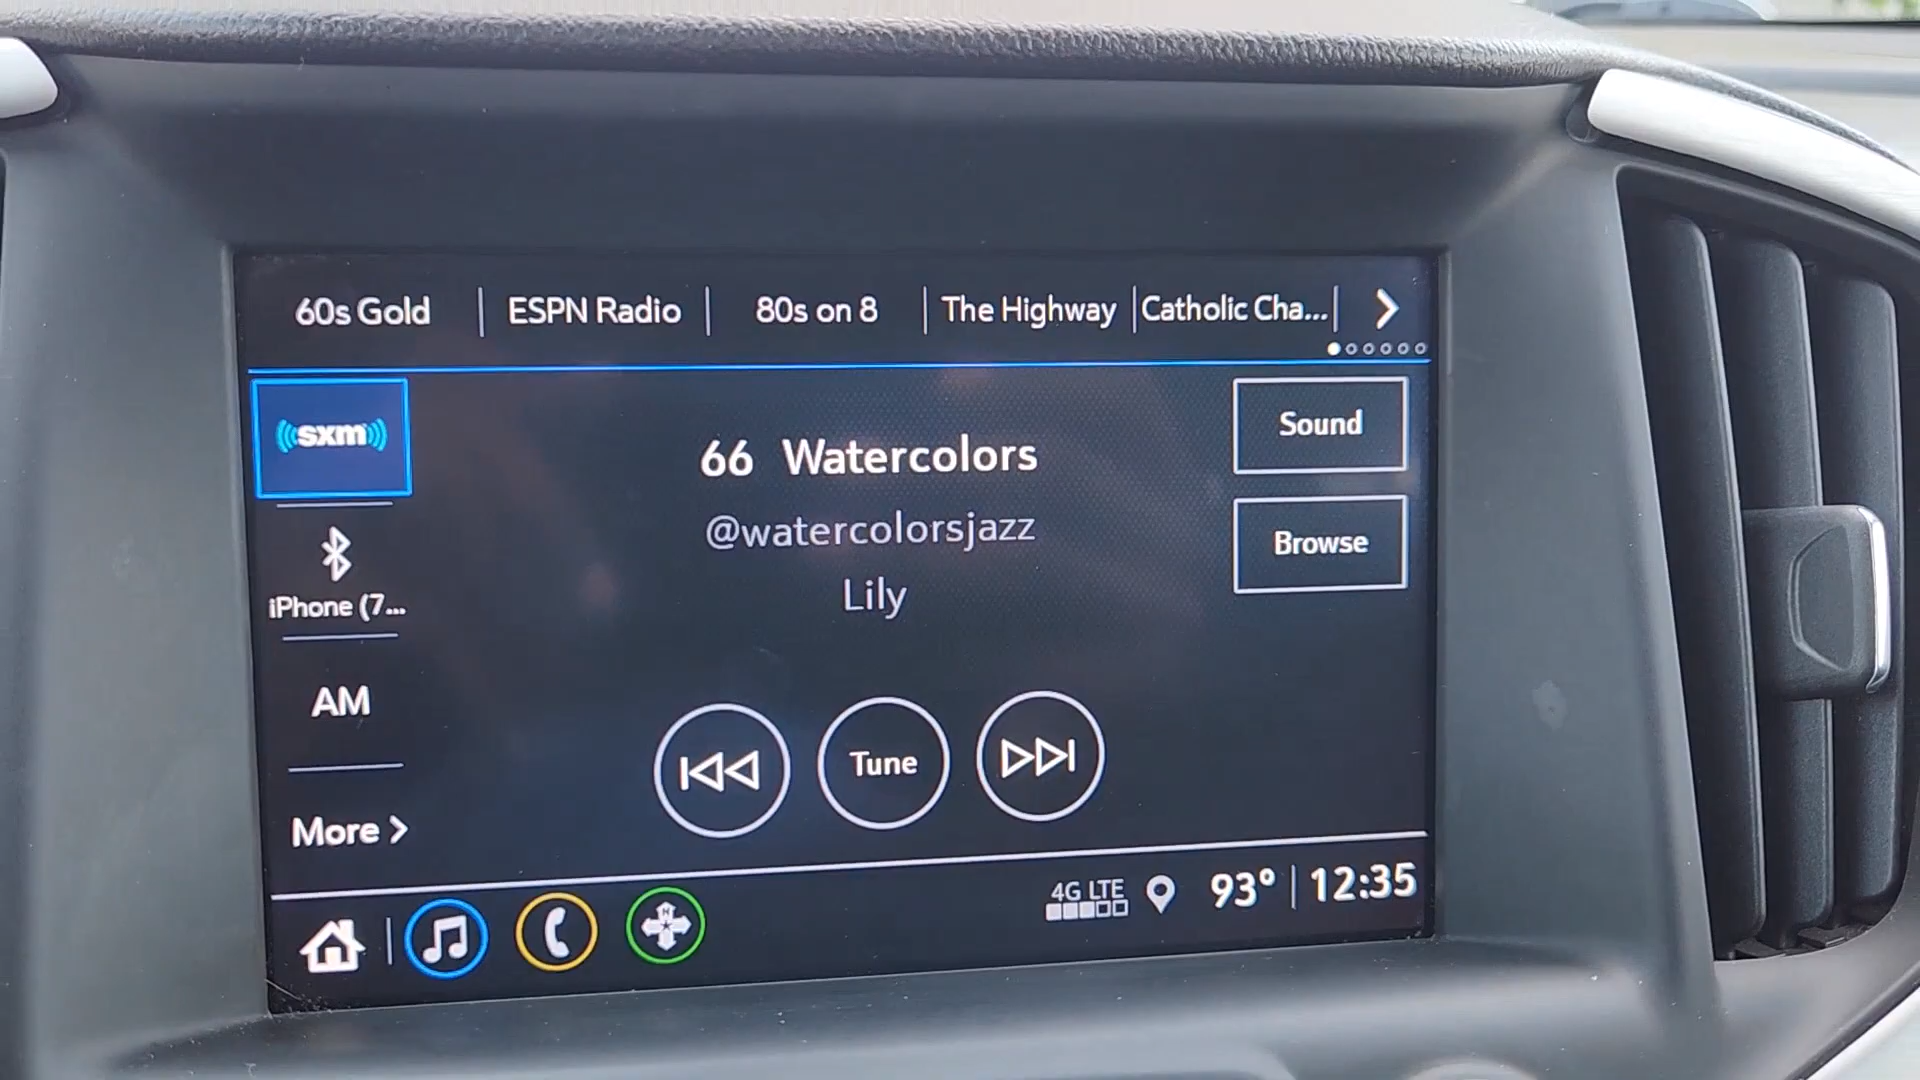 60s Gold
ESPN Radio
80s on 8
The Highway
Catholic Cha...
sxm
66 Watercolors
Sound
@watercolorsjazz
Browse
Lily
iPhone (7...
AM
Tune
More
4G LTE
93° 12:35
N